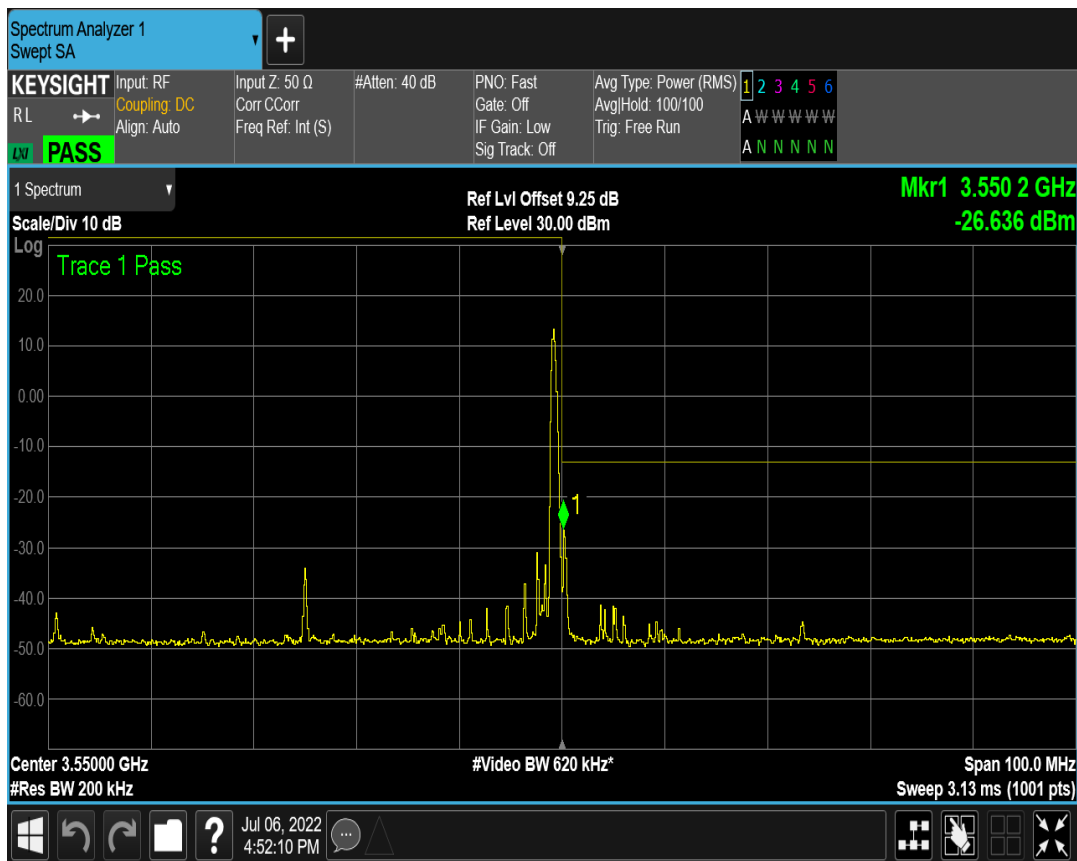 Spectrum Analyzer 1
Swept SA
KEYSIGHT
RL
LXI PASS
Input: RF
Coupling: DC
Align: Auto
Input Z: 50 Ω
Corr CCorr
Freq Ref: Int (S)
#Atten: 40 dB
PNO: Fast
Gate: Off
IF Gain: Low
Sig Track: Off
Avg Type: Power (RMS)
Avg|Hold: 100/100
Trig: Free Run
1 2 3 4 5 6
A W W W W W
A N N N N N
1 Spectrum
Scale/Div 10 dB
Ref Lvl Offset 9.25 dB
Ref Level 30.00 dBm
Mkr1 3.550 2 GHz
-26.636 dBm
Log
Trace 1 Pass
20.0
10.0
0.00
-10.0
-20.0
-30.0
-40.0
-50.0
-60.0
1
Center 3.55000 GHz
#Res BW 200 kHz
#Video BW 620 kHz*
Span 100.0 MHz
Sweep 3.13 ms (1001 pts)
?
Jul 06, 2022
4:52:10 PM